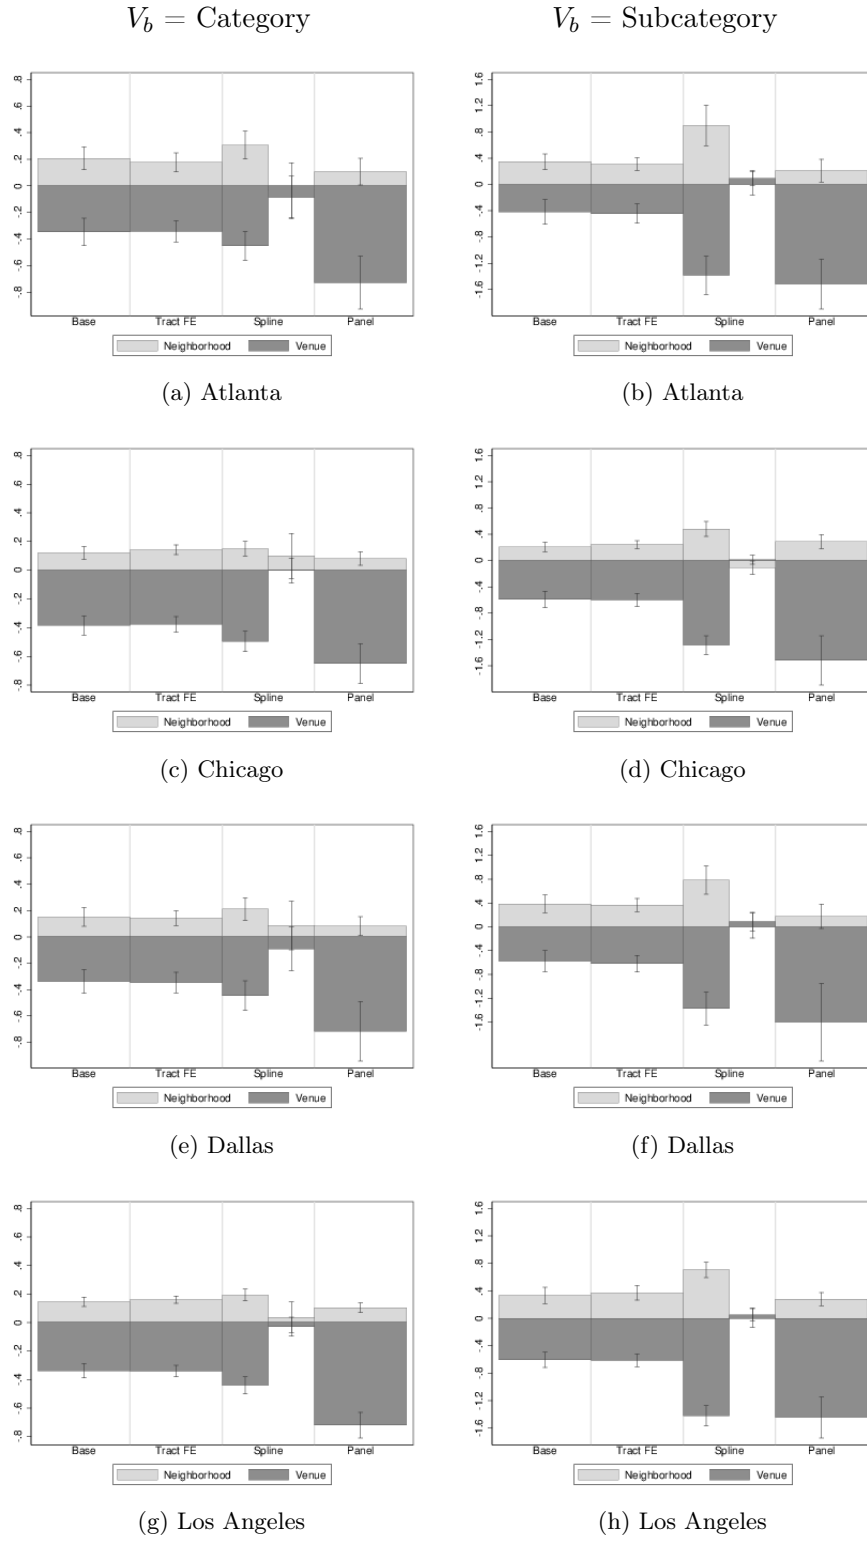 V_b = Category
V_b = Subcategory
.8
.6
.4
.2
0
-.2
-.4
-.6
-.8
Base Tract FE Spline Panel
Neighborhood Venue
(a) Atlanta
1.6
1.2
.8
.4
0
-.4
-.8
-1.2
-1.6
Base Tract FE Spline Panel
Neighborhood Venue
(b) Atlanta
.8
.6
.4
.2
0
-.2
-.4
-.6
-.8
Base Tract FE Spline Panel
Neighborhood Venue
(c) Chicago
1.6
1.2
.8
.4
0
-.4
-.8
-1.2
-1.6
Base Tract FE Spline Panel
Neighborhood Venue
(d) Chicago
.8
.6
.4
.2
0
-.2
-.4
-.6
-.8
Base Tract FE Spline Panel
Neighborhood Venue
(e) Dallas
1.6
1.2
.8
.4
0
-.4
-.8
-1.2
-1.6
Base Tract FE Spline Panel
Neighborhood Venue
(f) Dallas
.8
.6
.4
.2
0
-.2
-.4
-.6
-.8
Base Tract FE Spline Panel
Neighborhood Venue
(g) Los Angeles
1.6
1.2
.8
.4
0
-.4
-.8
-1.2
-1.6
Base Tract FE Spline Panel
Neighborhood Venue
(h) Los Angeles